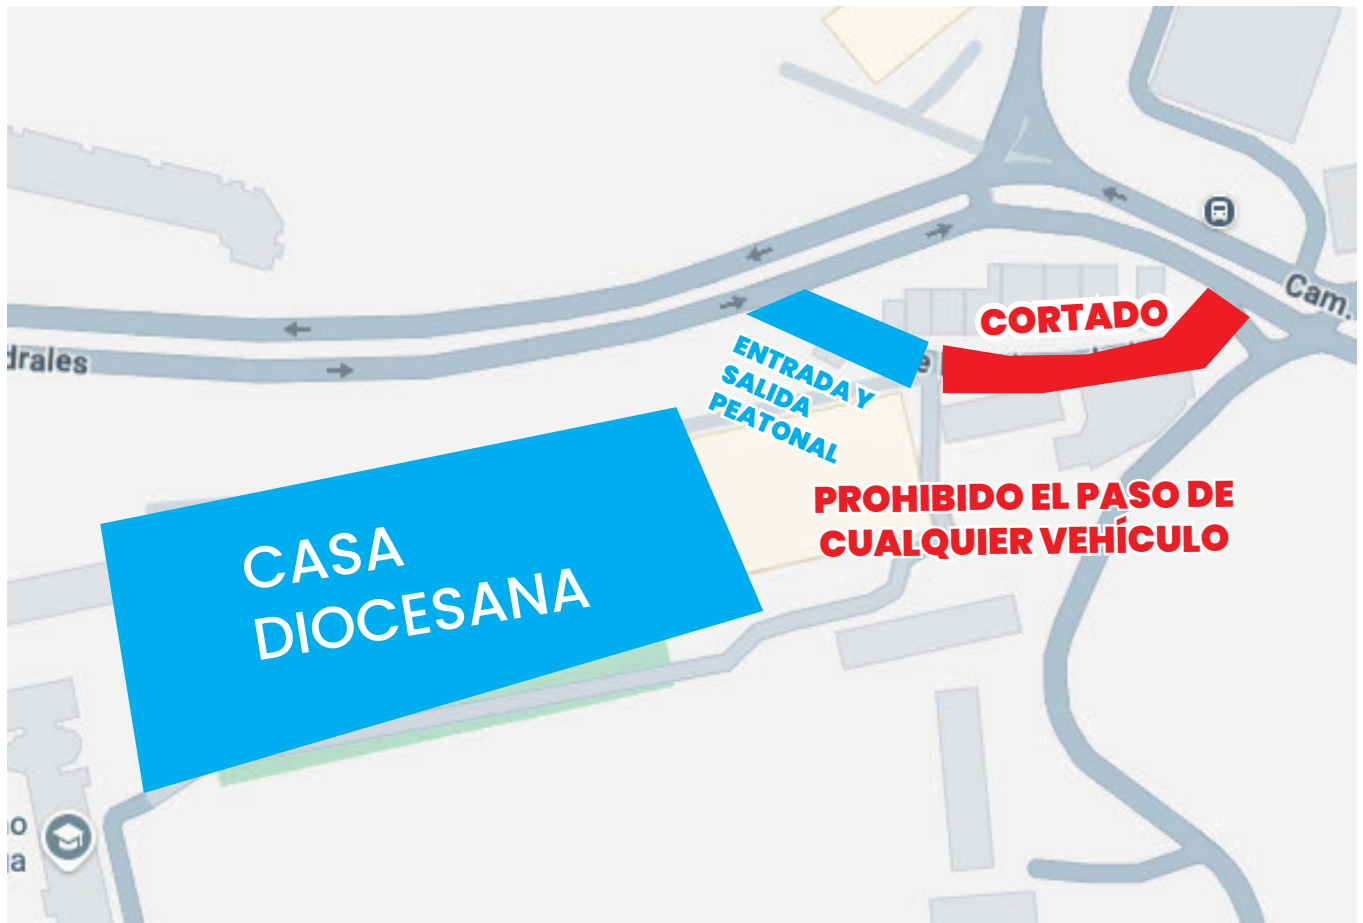 Cam.
CORTADO
drales
ENTRADA Y
SALIDA
PEATONAL
PROHIBIDO EL PASO DE
CUALQUIER VEHÍCULO
CASA
DIOCESANA